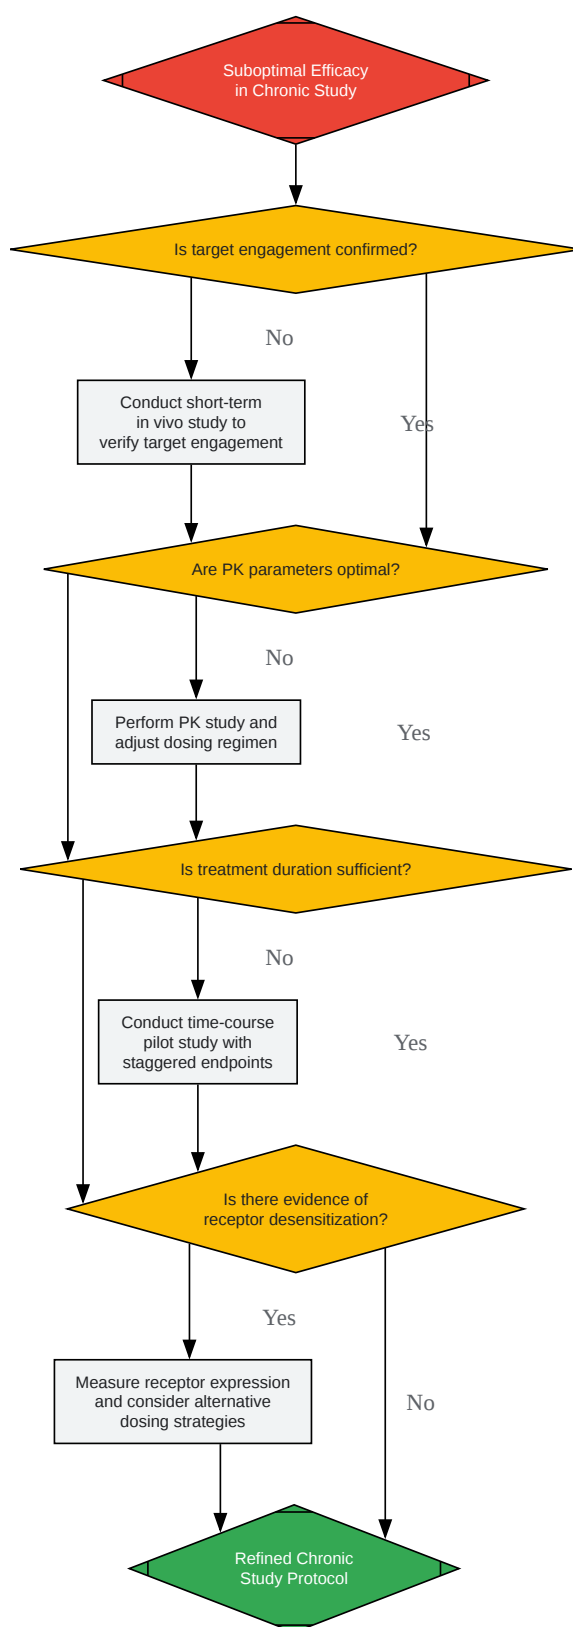 Suboptimal Efficacy
in Chronic Study
Is target engagement confirmed?
No
Conduct short-term
in vivo study to
verify target engagement
Yes
Are PK parameters optimal?
No
Perform PK study and
adjust dosing regimen
Yes
Is treatment duration sufficient?
No
Conduct time-course
pilot study with
staggered endpoints
Yes
Is there evidence of
receptor desensitization?
Yes
Measure receptor expression
and consider alternative
dosing strategies
No
Refined Chronic
Study Protocol